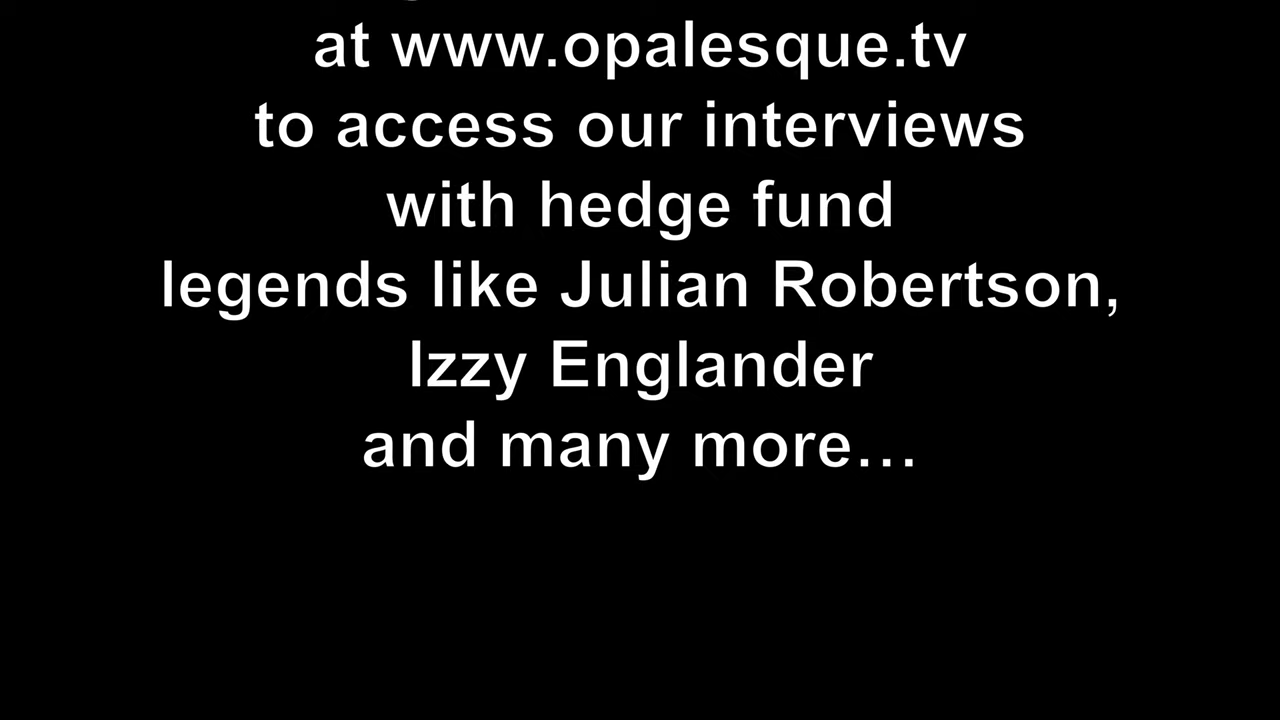 at www.opalesque.tv
to access our interviews
with hedge fund
legends like Julian Robertson,
Izzy Englander
and many more...